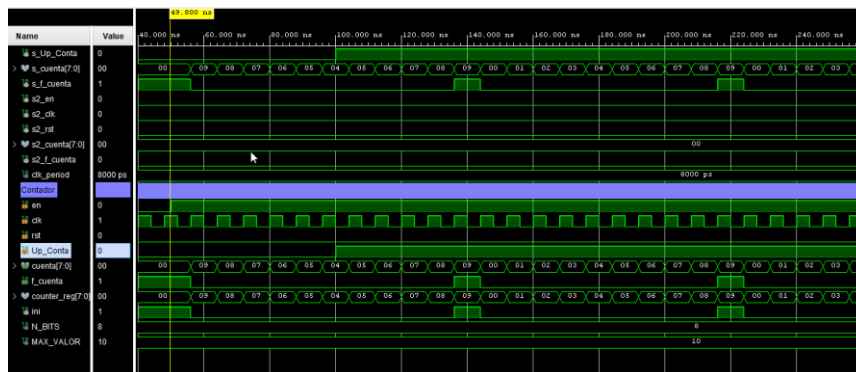 49.800 ns
Name Value 40.000 ns 60.000 ns 80.000 ns 100.000 ns 120.000 ns 140.000 ns 160.000 ns 180.000 ns 200.000 ns 220.000 ns 240.000 ns
s_Up_Conta 0
s_cuenta[7:0] 00 00 09 08 07 06 05 04 05 06 07 08 09 00 01 02 03 04 05 06 07 08 09 00 01 02 03
s_f_cuenta 1
s2_en 0
s2_clk 0
s2_rst 0
s2_cuenta[7:0] 00 00
s2_f_cuenta 0
clk_period 8000 ps 8000 ps
Contador
en 0
clk 1
rst 0
Up_Conta 0
cuenta[7:0] 00 00 09 08 07 06 05 04 05 06 07 08 09 00 01 02 03 04 05 06 07 08 09 00 01 02 03
f_cuenta 1
counter_reg[7:0] 00 00 09 08 07 06 05 04 05 06 07 08 09 00 01 02 03 04 05 06 07 08 09 00 01 02 03
ini 1
N_BITS 8 8
MAX_VALOR 10 10